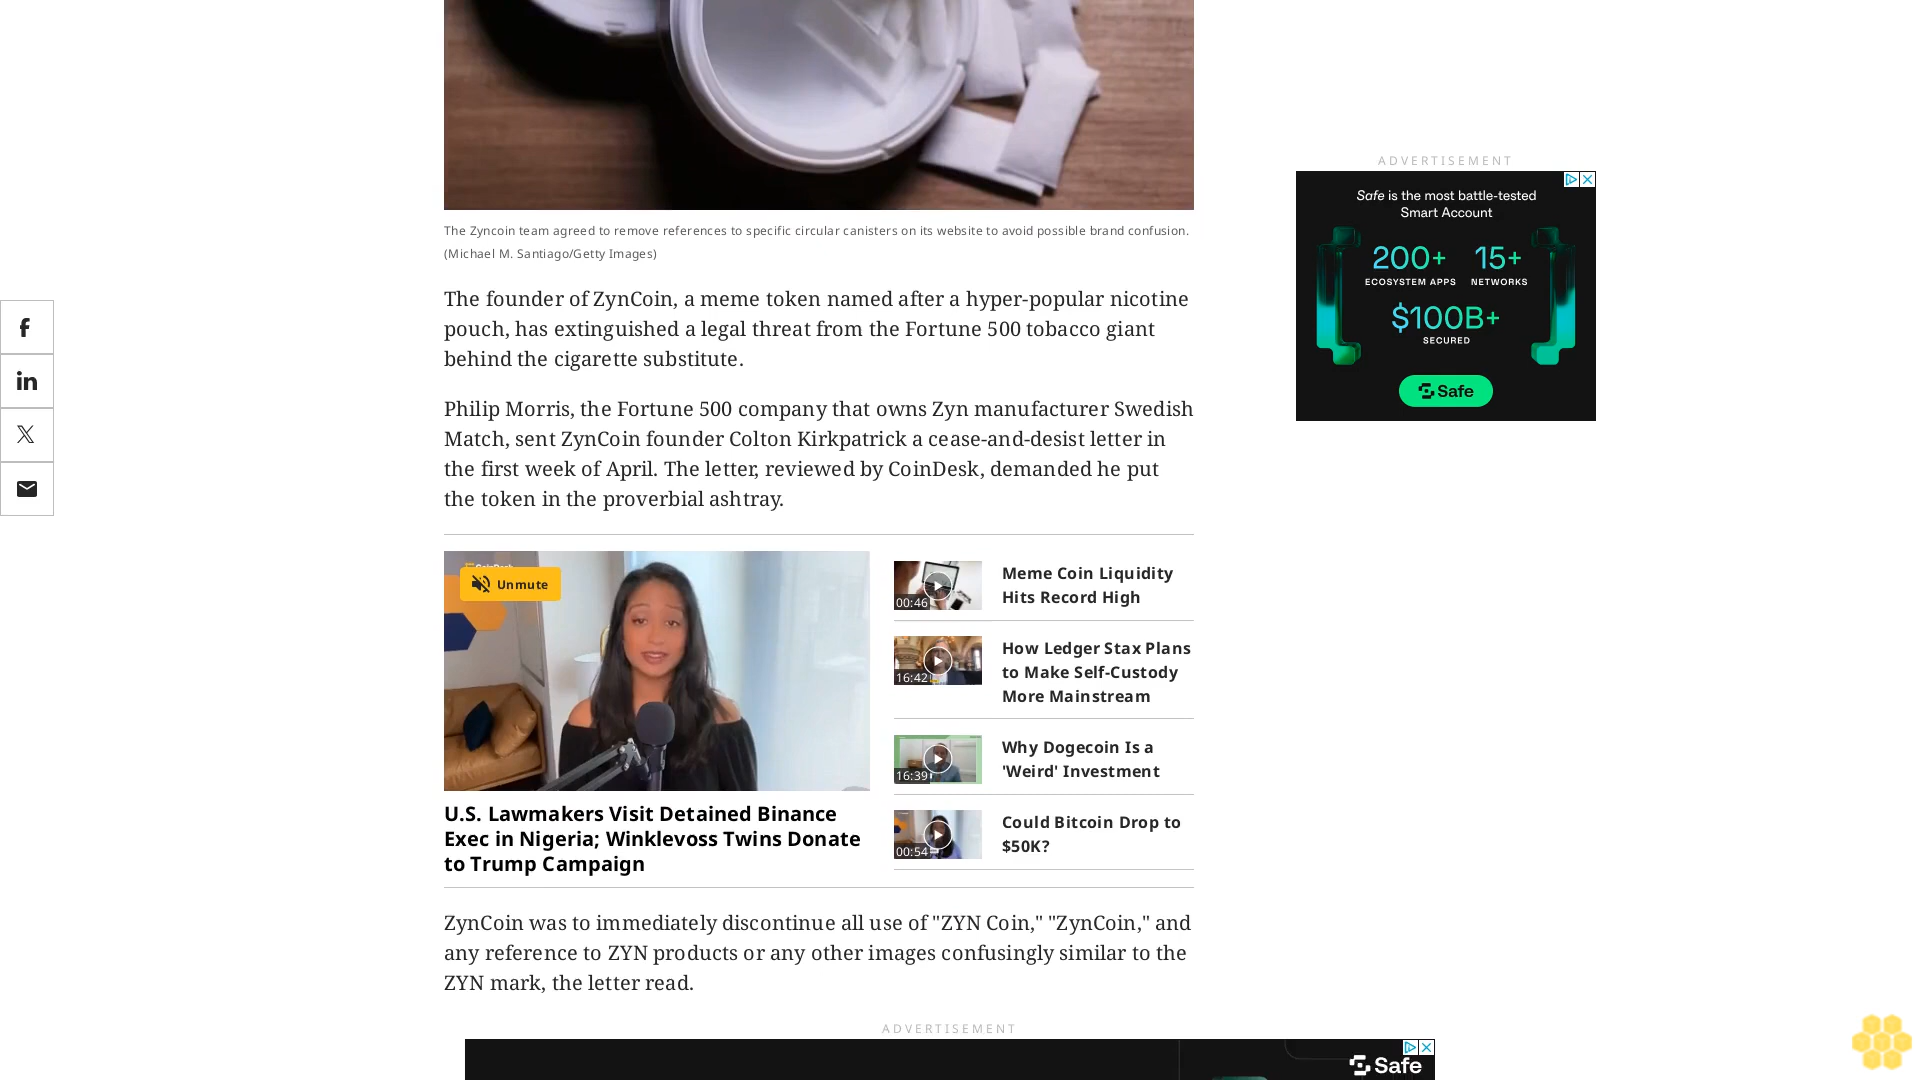 The Zyncoin team agreed to remove references to specific circular canisters on its website to avoid possible brand confusion.
(Michael M. Santiago/Getty Images)
The founder of ZynCoin, a meme token named after a hyper-popular nicotine
pouch, has extinguished a legal threat from the Fortune 500 tobacco giant
behind the cigarette substitute.
Philip Morris, the Fortune 500 company that owns Zyn manufacturer Swedish
Match, sent ZynCoin founder Colton Kirkpatrick a cease-and-desist letter in
the first week of April. The letter, reviewed by CoinDesk, demanded he put
the token in the proverbial ashtray.
Unmute
U.S. Lawmakers Visit Detained Binance
Exec in Nigeria; Winklevoss Twins Donate
to Trump Campaign
00:46
Meme Coin Liquidity
Hits Record High
16:42
How Ledger Stax Plans
to Make Self-Custody
More Mainstream
16:39
Why Dogecoin Is a
'Weird' Investment
00:54
Could Bitcoin Drop to
$50K?
ZynCoin was to immediately discontinue all use of "ZYN Coin," "ZynCoin," and
any reference to ZYN products or any other images confusingly similar to the
ZYN mark, the letter read.
ADVERTISEMENT
Safe
ADVERTISEMENT
Safe is the most battle-tested
Smart Account
200+ 15+
ECOSYSTEM APPS NETWORKS
$100B+
SECURED
Safe